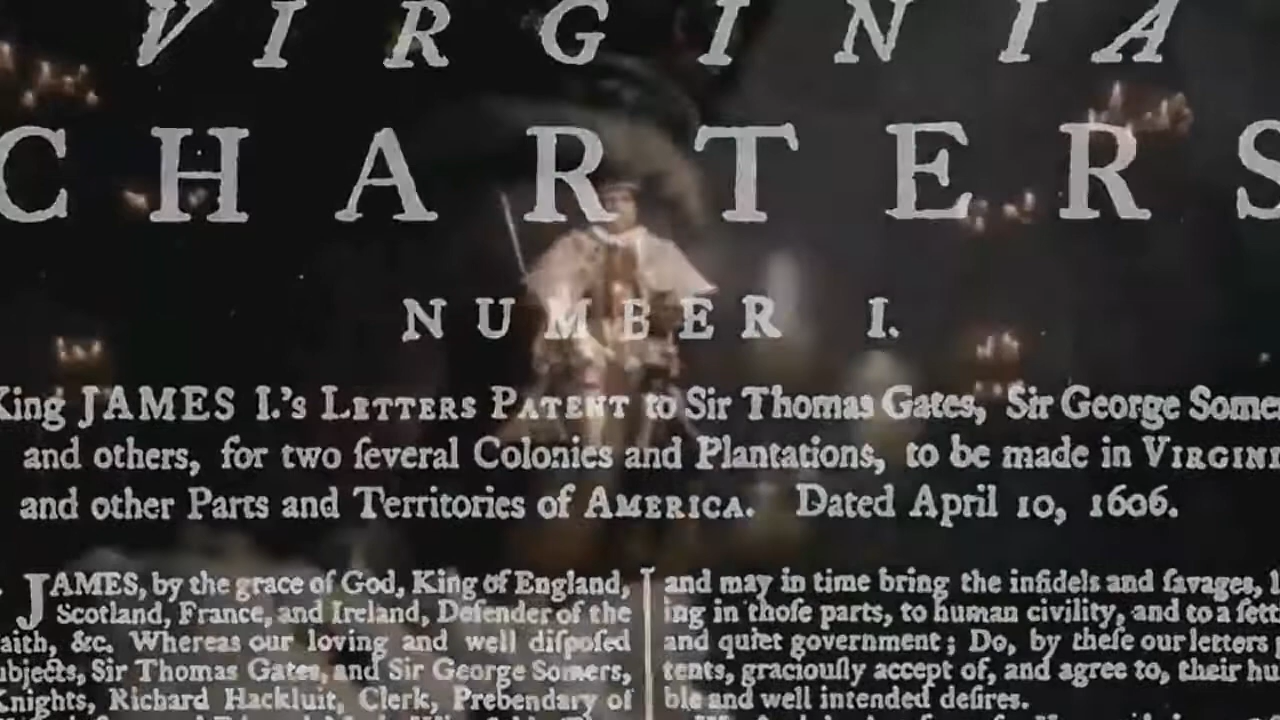 VIRGINIA
CHARTERS
NUMBER I.
King JAMES I.'s LETTERS PATENT to Sir Thomas Gates, Sir George Some
and others, for two ſeveral Colonies and Plantations, to be made in VIRGINI
and other Parts and Territories of AMERICA. Dated April 10, 1606.
JAMES, by the grace of God, King of England,
Scotland, France, and Ireland, Defender of the
aith, &c. Whereas our loving and well diſpoſed
ubjects, Sir Thomas Gates, and Sir George Somers,
Knights, Richard Hackluit, Clerk, Prebendary of
and may in time bring the infidels and ſavages, l
ing in thoſe parts, to human civility, and to a ſett
and quiet government; Do, by theſe our letters p
tents, graciouſly accept of, and agree to, their hu
ble and well intended deſires.